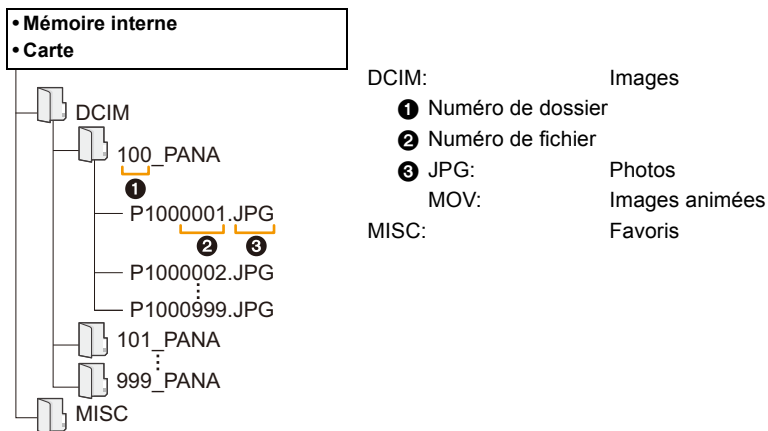 • Mémoire interne
• Carte
DCIM
100_PANA
❶
P1000001.JPG
❷ ❸
P1000002.JPG
P1000999.JPG
101_PANA
999_PANA
MISC
DCIM: Images
❶ Numéro de dossier
❷ Numéro de fichier
❸ JPG: Photos
MOV: Images animées
MISC: Favoris